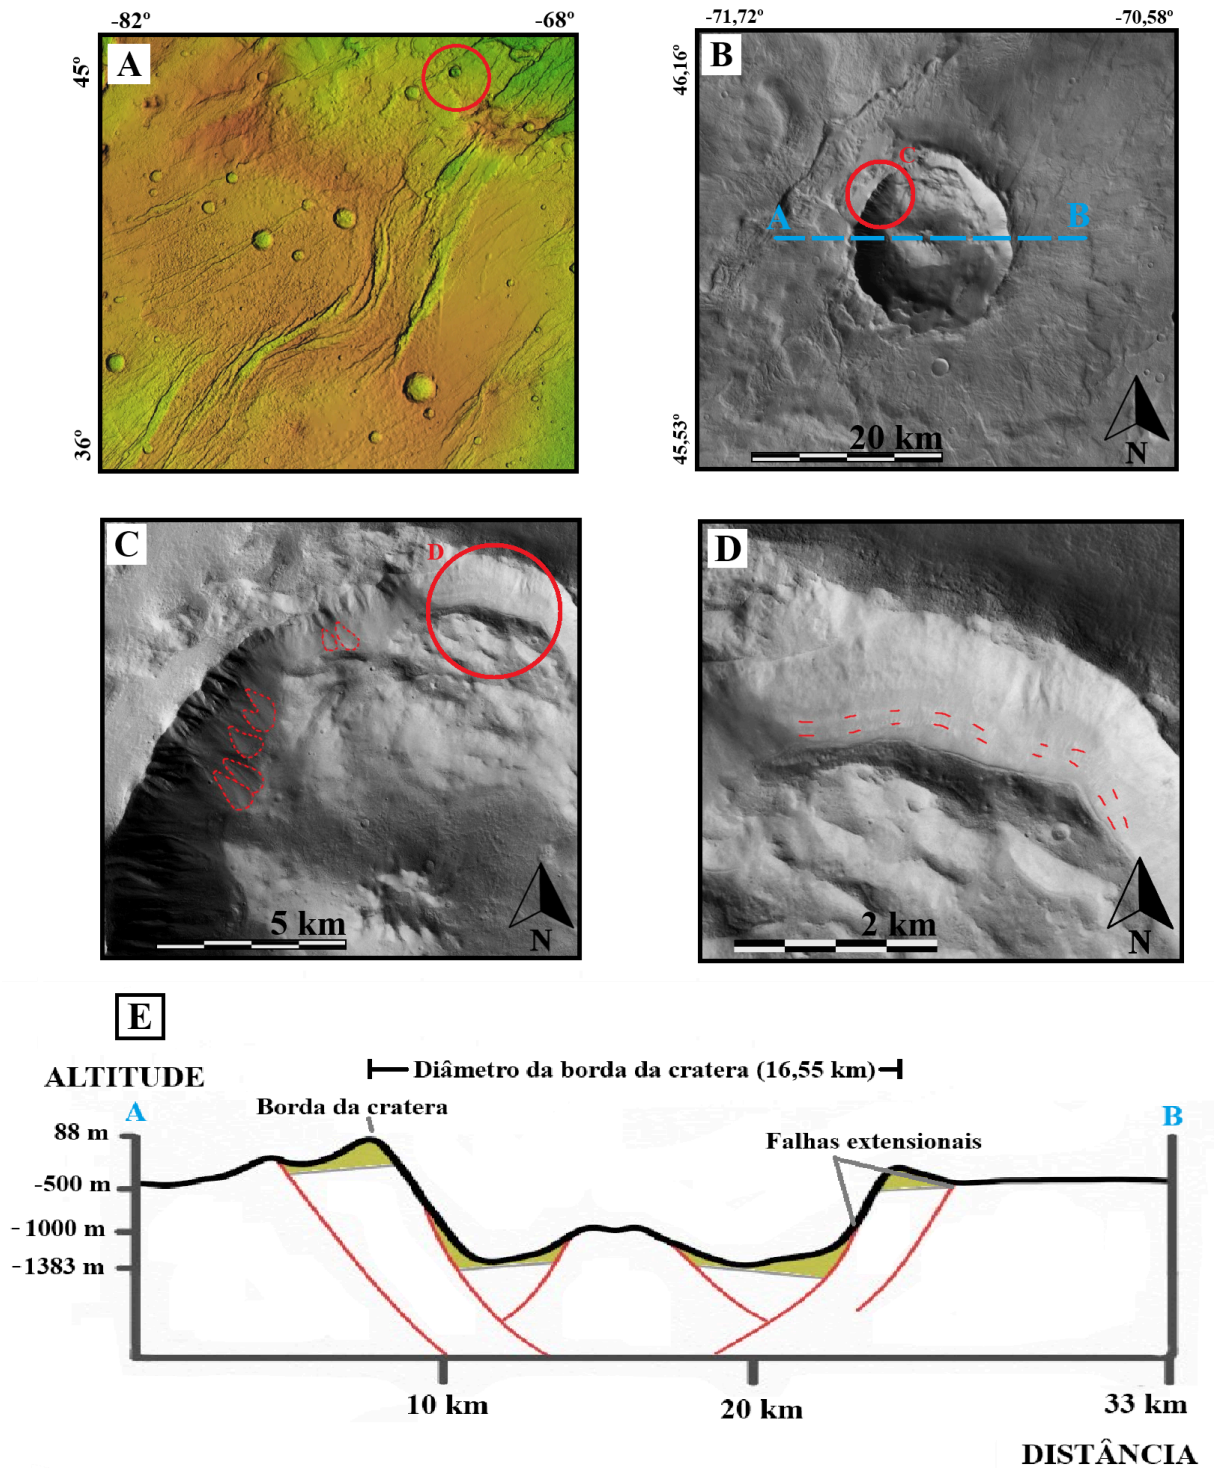 -82º
-68º
-71,72º
-70,58º
45º
A
36º
46,16º
B
C
A
B
45,53º
20 km
N
C
D
5 km
N
D
2 km
N
E
Diâmetro da borda da cratera (16,55 km)
ALTITUDE
Borda da cratera
A
B
88 m
Falhas extensionais
-500 m
-1000 m
-1383 m
10 km
20 km
33 km
DISTÂNCIA